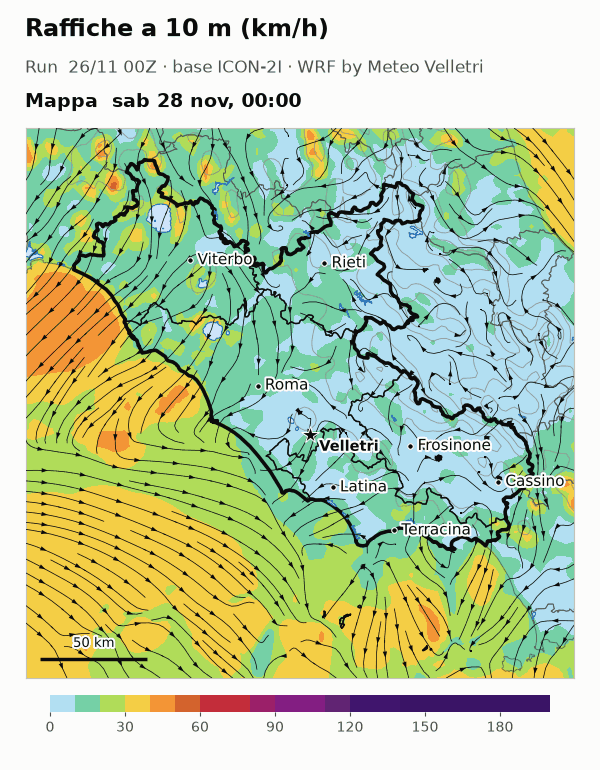 Raffiche a 10 m (km/h)
Run  26/11 00Z · base ICON-2I · WRF by Meteo Velletri
Mappa  sab 28 nov, 00:00
Viterbo
Rieti
Roma
Velletri
Frosinone
Cassino
Latina
Terracina
50 km
0 30 60 90 120 150 180